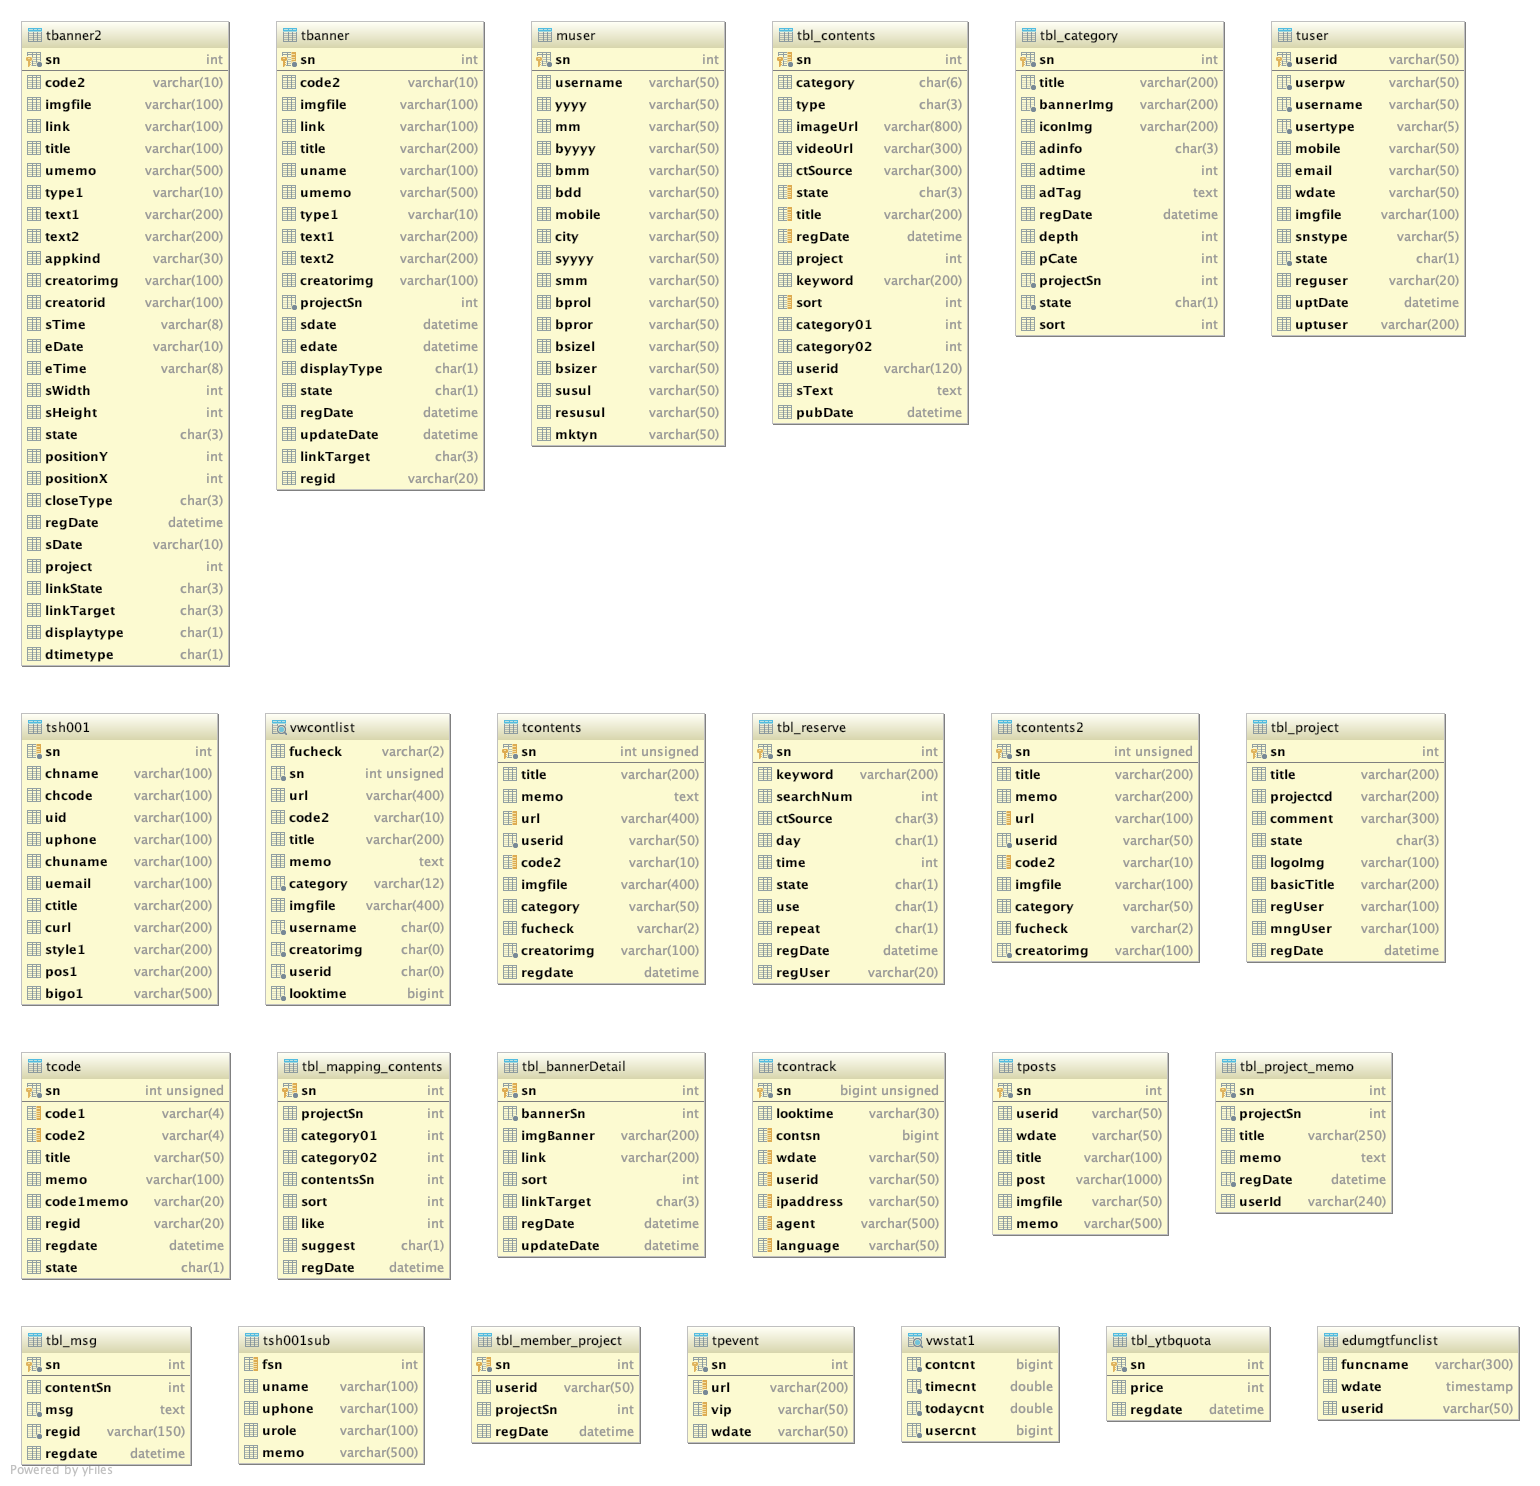 tbanner2
sn int
code2 varchar(10)
imgfile varchar(100)
link varchar(100)
title varchar(100)
umemo varchar(500)
type1 varchar(10)
text1 varchar(200)
text2 varchar(200)
appkind varchar(30)
creatorimg varchar(100)
creatorid varchar(100)
sTime varchar(8)
eDate varchar(10)
eTime varchar(8)
sWidth int
sHeight int
state char(3)
positionY int
positionX int
closeType char(3)
regDate datetime
sDate varchar(10)
project int
linkState char(3)
linkTarget char(3)
displaytype char(1)
dtimetype char(1)
tbanner
sn int
code2 varchar(10)
imgfile varchar(100)
link varchar(100)
title varchar(200)
uname varchar(100)
umemo varchar(500)
type1 varchar(10)
text1 varchar(200)
text2 varchar(200)
creatorimg varchar(100)
projectSn int
sdate datetime
edate datetime
displayType char(1)
state char(1)
regDate datetime
updateDate datetime
linkTarget char(3)
regid varchar(20)
muser
sn int
username varchar(50)
yyyy varchar(50)
mm varchar(50)
byyyy varchar(50)
bmm varchar(50)
bdd varchar(50)
mobile varchar(50)
city varchar(50)
syyyy varchar(50)
smm varchar(50)
bprol varchar(50)
bpror varchar(50)
bsizel varchar(50)
bsizer varchar(50)
susul varchar(50)
resusul varchar(50)
mktyn varchar(50)
tbl_contents
sn int
category char(6)
type char(3)
imageUrl varchar(800)
videoUrl varchar(300)
ctSource varchar(300)
state char(3)
title varchar(200)
regDate datetime
project int
keyword varchar(200)
sort int
category01 int
category02 int
userid varchar(120)
sText text
pubDate datetime
tbl_category
sn int
title varchar(200)
bannerImg varchar(200)
iconImg varchar(200)
adinfo char(3)
adtime int
adTag text
regDate datetime
depth int
pCate int
projectSn int
state char(1)
sort int
tuser
userid varchar(50)
userpw varchar(50)
username varchar(50)
usertype varchar(5)
mobile varchar(50)
email varchar(50)
wdate varchar(50)
imgfile varchar(100)
snstype varchar(5)
state char(1)
reguser varchar(20)
uptDate datetime
uptuser varchar(200)
tsh001
sn int
chname varchar(100)
chcode varchar(100)
uid varchar(100)
uphone varchar(100)
chuname varchar(100)
uemail varchar(100)
ctitle varchar(200)
curl varchar(200)
style1 varchar(200)
pos1 varchar(200)
bigo1 varchar(500)
vwcontlist
fucheck varchar(2)
sn int unsigned
url varchar(400)
code2 varchar(10)
title varchar(200)
memo text
category varchar(12)
imgfile varchar(400)
username char(0)
creatorimg char(0)
userid char(0)
looktime bigint
tcontents
sn int unsigned
title varchar(200)
memo text
url varchar(400)
userid varchar(50)
code2 varchar(10)
imgfile varchar(400)
category varchar(50)
fucheck varchar(2)
creatorimg varchar(100)
regdate datetime
tbl_reserve
sn int
keyword varchar(200)
searchNum int
ctSource char(3)
day char(1)
time int
state char(1)
use char(1)
repeat char(1)
regDate datetime
regUser varchar(20)
tcontents2
sn int unsigned
title varchar(200)
memo varchar(200)
url varchar(100)
userid varchar(50)
code2 varchar(10)
imgfile varchar(100)
category varchar(50)
fucheck varchar(2)
creatorimg varchar(100)
tbl_project
sn int
title varchar(200)
projectcd varchar(200)
comment varchar(300)
state char(3)
logoImg varchar(100)
basicTitle varchar(200)
regUser varchar(100)
mngUser varchar(100)
regDate datetime
tcode
sn int unsigned
code1 varchar(4)
code2 varchar(4)
title varchar(50)
memo varchar(100)
code1memo varchar(20)
regid varchar(20)
regdate datetime
state char(1)
tbl_mapping_contents
sn int
projectSn int
category01 int
category02 int
contentsSn int
sort int
like int
suggest char(1)
regDate datetime
tbl_bannerDetail
sn int
bannerSn int
imgBanner varchar(200)
link varchar(200)
sort int
linkTarget char(3)
regDate datetime
updateDate datetime
tcontrack
sn bigint unsigned
looktime varchar(30)
contsn bigint
wdate varchar(50)
userid varchar(50)
ipaddress varchar(50)
agent varchar(500)
language varchar(50)
tposts
sn int
userid varchar(50)
wdate varchar(50)
title varchar(100)
post varchar(1000)
imgfile varchar(50)
memo varchar(500)
tbl_project_memo
sn int
projectSn int
title varchar(250)
memo text
regDate datetime
userId varchar(240)
tbl_msg
sn int
contentSn int
msg text
regid varchar(150)
regdate datetime
tsh001sub
fsn int
uname varchar(100)
uphone varchar(100)
urole varchar(100)
memo varchar(500)
tbl_member_project
sn int
userid varchar(50)
projectSn int
regDate datetime
tpevent
sn int
url varchar(200)
vip varchar(50)
wdate varchar(50)
vwstat1
contcnt bigint
timecnt double
todaycnt double
usercnt bigint
tbl_ytbquota
sn int
price int
regdate datetime
edumgtfunclist
funcname varchar(300)
wdate timestamp
userid varchar(50)
Powered by yFiles